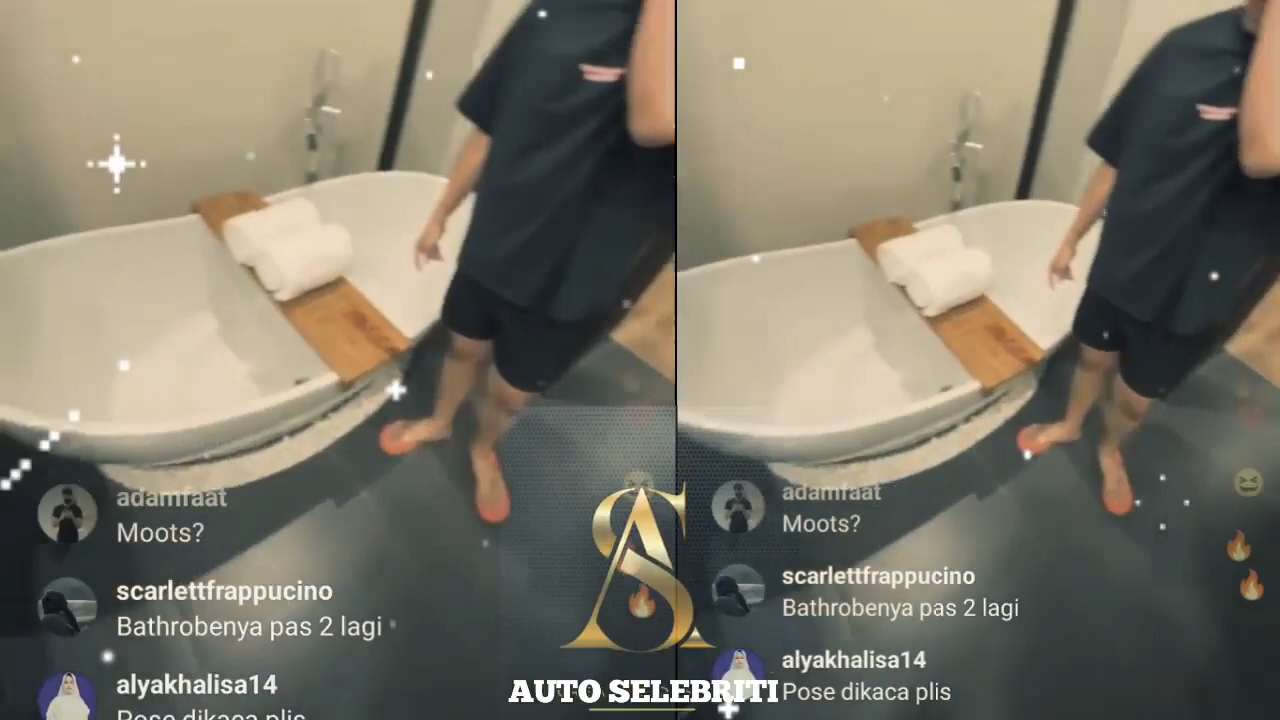 adamfaat
Moots?
scarlettfrappucino
Bathrobenya pas 2 lagi
alyakhalisa14
Pose dikaca plis
adamfaat
Moots?
scarlettfrappucino
Bathrobenya pas 2 lagi
alyakhalisa14
Pose dikaca plis
AS
AUTO SELEBRITI